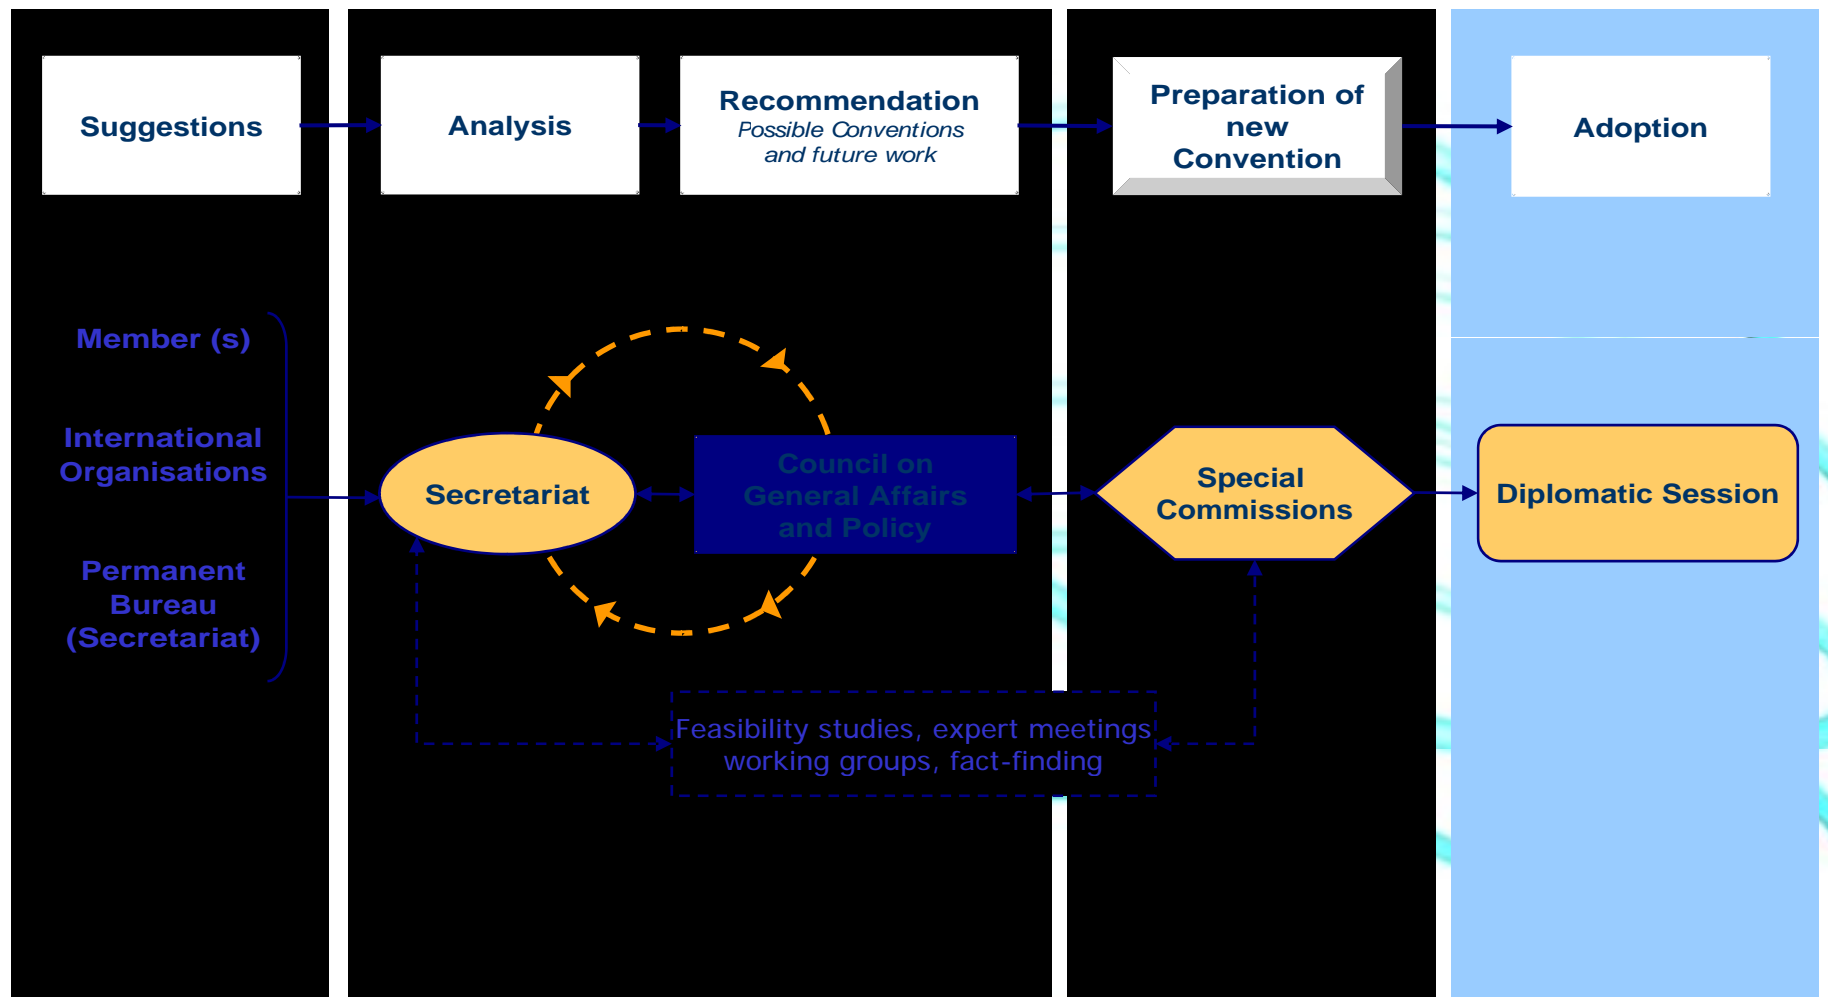 Suggestions
Analysis
Recommendation
Possible Conventions
and future work
Preparation of
new
Convention
Adoption
Member (s)
International
Organisations
Permanent
Bureau
(Secretariat)
Secretariat
Council on
General Affairs
and Policy
Special
Commissions
Diplomatic Session
Feasibility studies, expert meetings
working groups, fact-finding